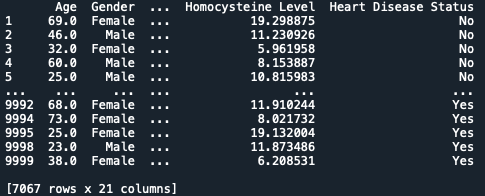 Age Gender ... Homocysteine Level Heart Disease Status
1 69.0 Female ... 19.298875 No
2 46.0 Male ... 11.230926 No
3 32.0 Female ... 5.961958 No
4 60.0 Male ... 8.153887 No
5 25.0 Male ... 10.815983 No
... ... ... ... ... ...
9992 68.0 Female ... 11.910244 Yes
9994 73.0 Female ... 8.021732 Yes
9995 25.0 Female ... 19.132004 Yes
9998 23.0 Male ... 11.873486 Yes
9999 38.0 Female ... 6.208531 Yes
[7067 rows x 21 columns]